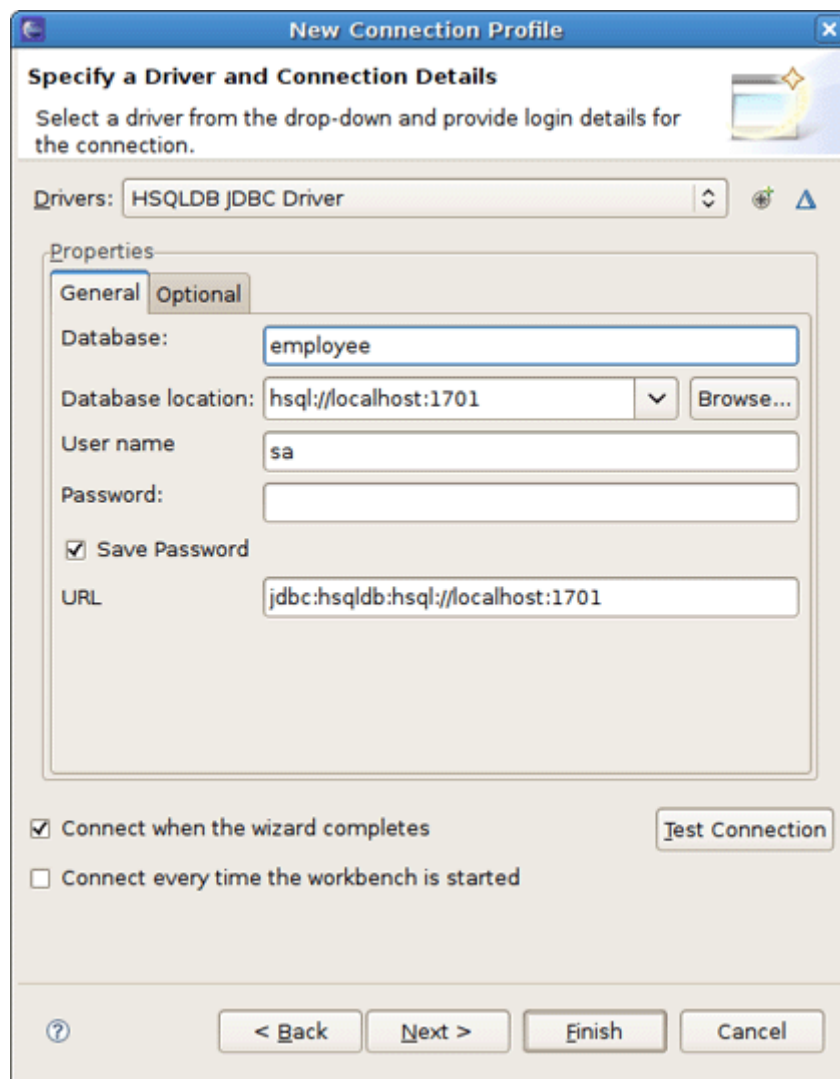 New Connection Profile
Specify a Driver and Connection Details
Select a driver from the drop-down and provide login details for
the connection.
Drivers: HSQLDB JDBC Driver
Properties
General Optional
Database: employee
Database location: hsql://localhost:1701 Browse...
User name sa
Password:
Save Password
URL jdbc:hsqldb:hsql://localhost:1701
Connect when the wizard completes Test Connection
Connect every time the workbench is started
? < Back Next > Finish Cancel